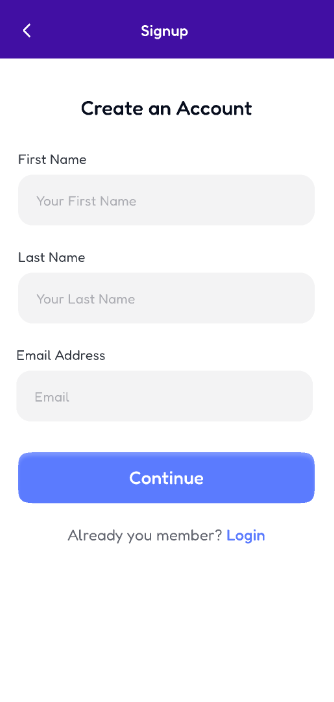 Signup
Create an Account
First Name
Your First Name
Last Name
Your Last Name
Email Address
Email
Continue
Already you member? Login